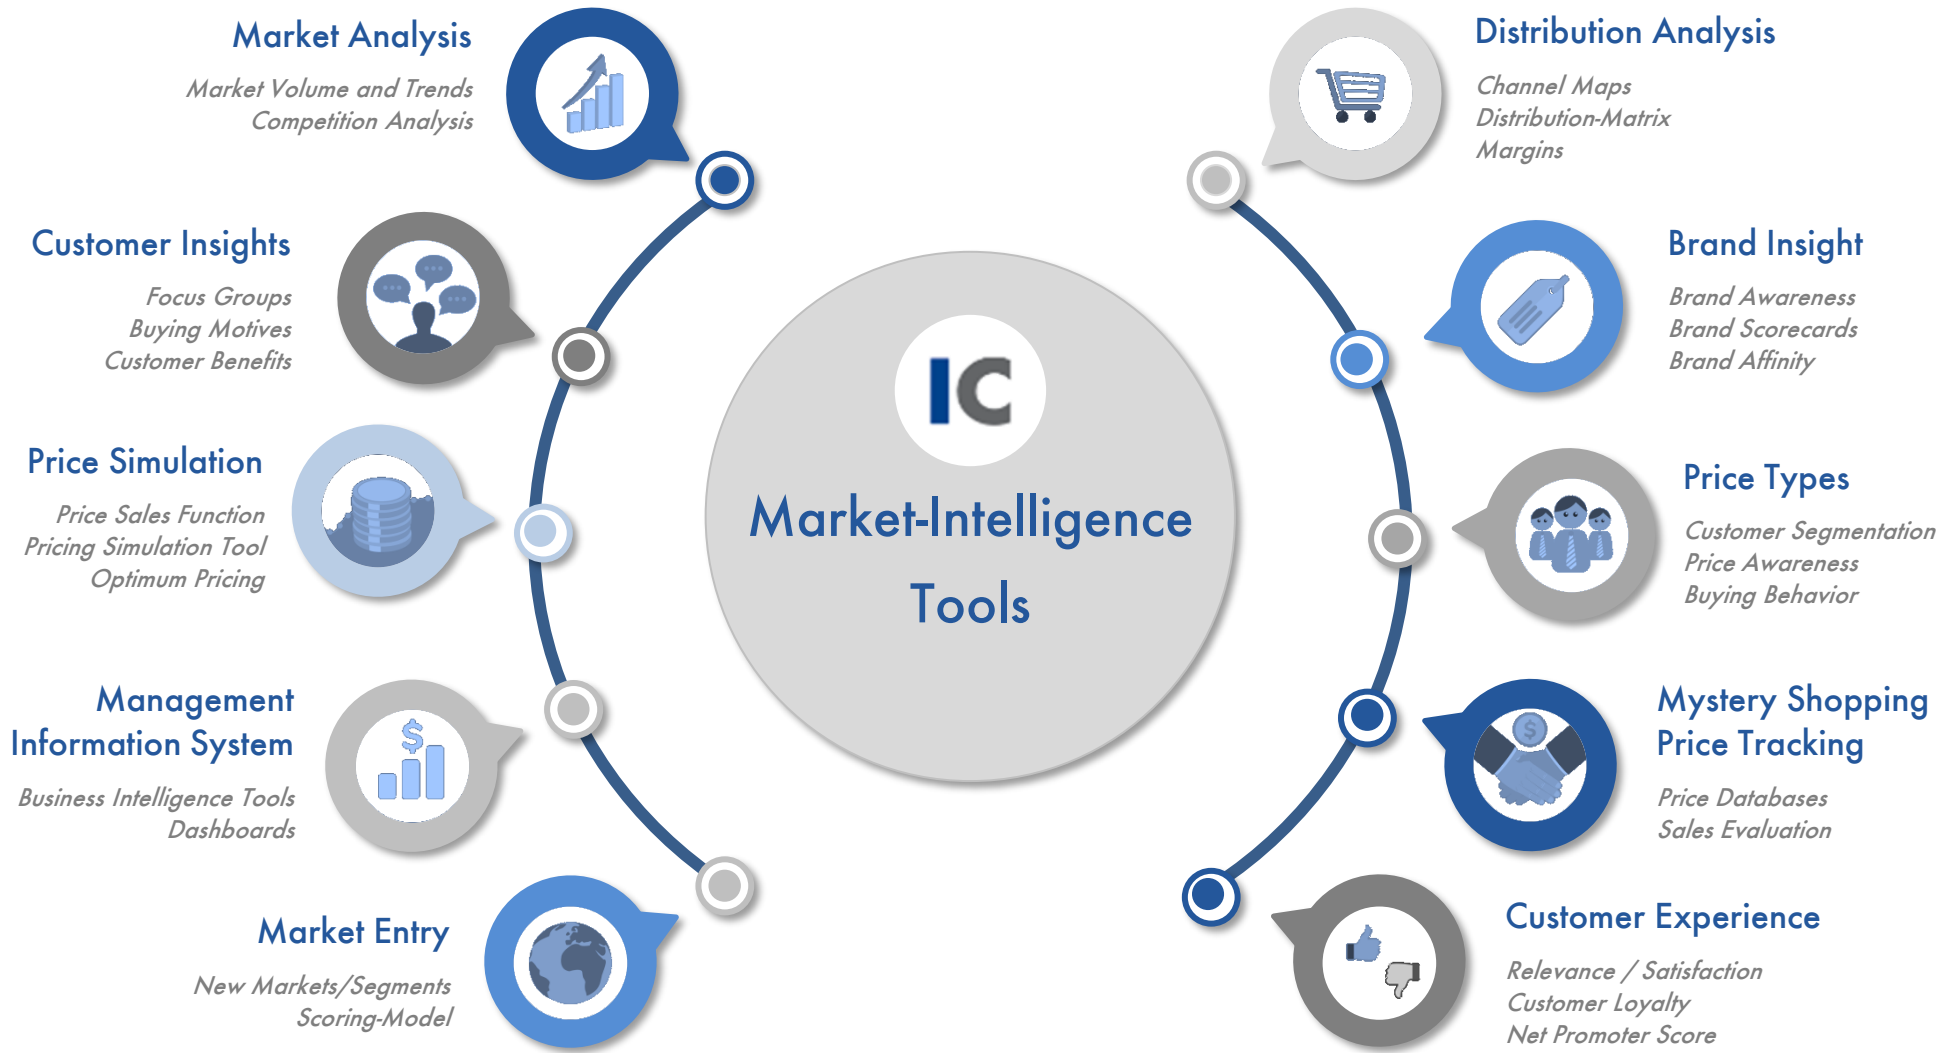 Market Analysis
Market Volume and Trends
Competition Analysis
Customer Insights
Focus Groups
Buying Motives
Customer Benefits
Price Simulation
Price Sales Function
Pricing Simulation Tool
Optimum Pricing
Management
Information System
Business Intelligence Tools
Dashboards
Market Entry
New Markets/Segments
Scoring-Model
IC
Market-Intelligence
Tools
Distribution Analysis
Channel Maps
Distribution-Matrix
Margins
Brand Insight
Brand Awareness
Brand Scorecards
Brand Affinity
Price Types
Customer Segmentation
Price Awareness
Buying Behavior
Mystery Shopping
Price Tracking
Price Databases
Sales Evaluation
Customer Experience
Relevance / Satisfaction
Customer Loyalty
Net Promoter Score
$
$